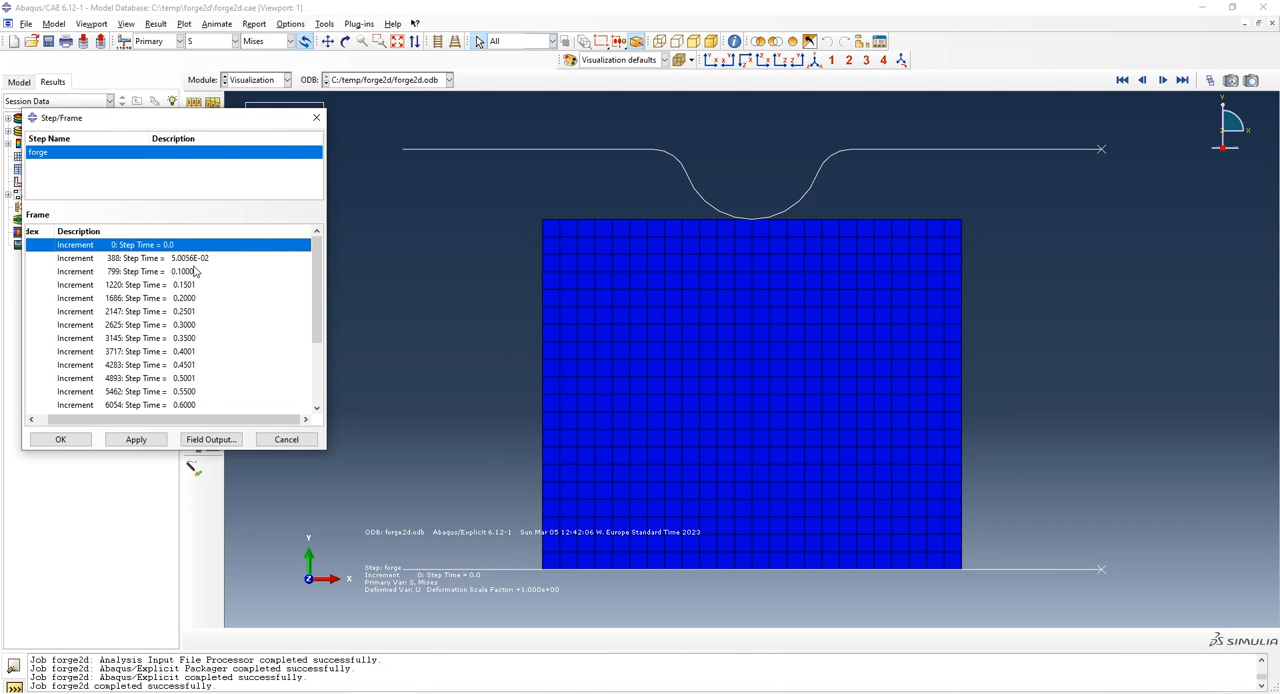 Abaqus/CAE 6.12-1 - Model Database: C:\temp\forge2d\forge2d.cae [Viewport: 1]
File Model Viewport View Result Plot Animate Report Options Tools Plug-ins Help
Primary S Mises All
Visualization defaults 1 2 3 4
Model Results Module: Visualization ODB: C:/temp/forge2d/forge2d.odb
Session Data
Step/Frame
Step Name Description
forge
Frame
dex Description
Increment 0: Step Time = 0.0
Increment 388: Step Time = 5.0056E-02
Increment 799: Step Time = 0.1000
Increment 1220: Step Time = 0.1501
Increment 1686: Step Time = 0.2000
Increment 2147: Step Time = 0.2501
Increment 2625: Step Time = 0.3000
Increment 3145: Step Time = 0.3500
Increment 3717: Step Time = 0.4001
Increment 4283: Step Time = 0.4501
Increment 4893: Step Time = 0.5001
Increment 5462: Step Time = 0.5500
Increment 6054: Step Time = 0.6000
OK Apply Field Output... Cancel
Y
X
Z
ODB: forge2d.odb Abaqus/Explicit 6.12-1 Sun Mar 05 12:42:06 W. Europe Standard Time 2023
Y
Z X
Step: forge
Increment 0: Step Time = 0.0
Primary Var: S, Mises
Deformed Var: U Deformation Scale Factor: +1.000e+00
SIMULIA
Job forge2d: Analysis Input File Processor completed successfully.
Job forge2d: Abaqus/Explicit Packager completed successfully.
Job forge2d: Abaqus/Explicit completed successfully.
Job forge2d completed successfully.